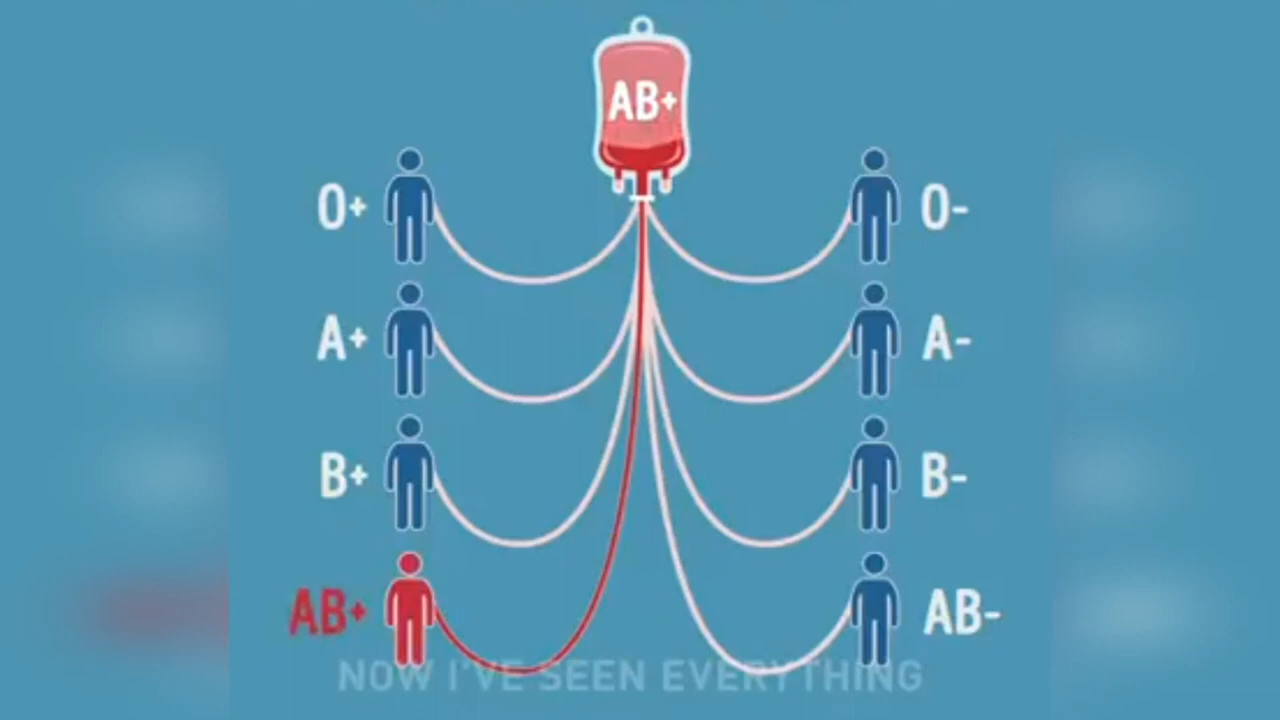 AB+
O+
O-
A+
A-
B+
B-
AB+
AB-
NOW I'VE SEEN EVERYTHING